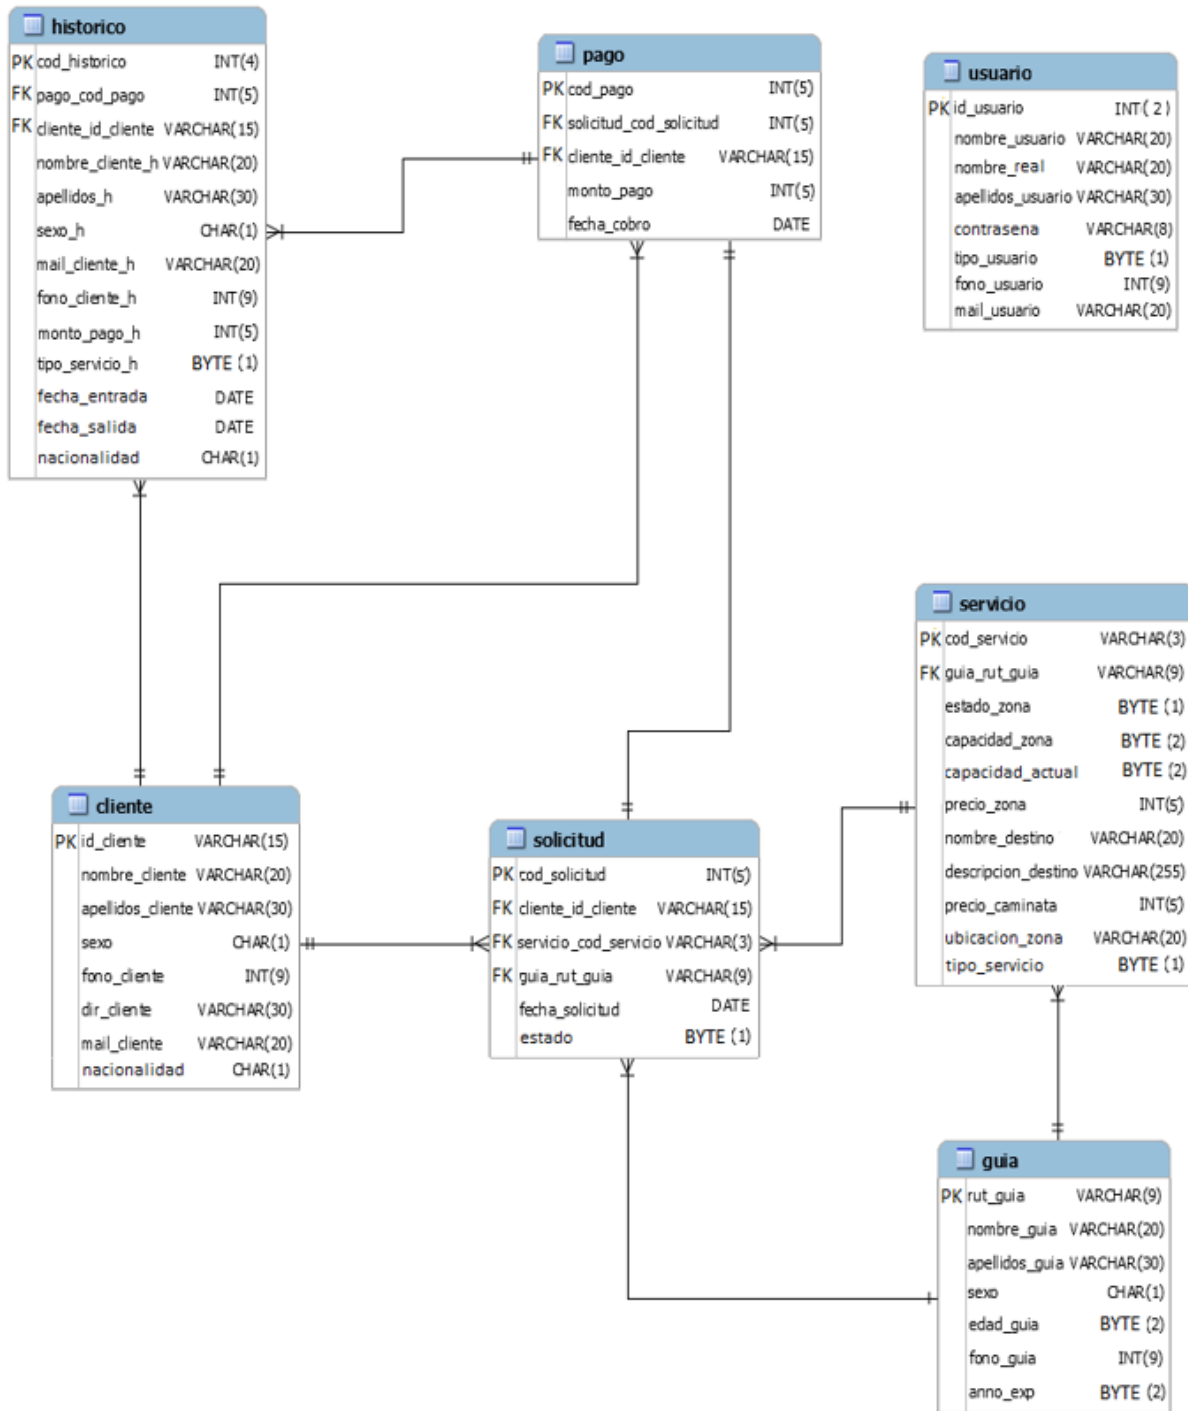 historico
PK cod_historico INT(4)
FK pago_cod_pago INT(5)
FK cliente_id_cliente VARCHAR(15)
nombre_cliente_h VARCHAR(20)
apellidos_h VARCHAR(30)
sexo_h CHAR(1)
mail_cliente_h VARCHAR(20)
fono_cliente_h INT(9)
monto_pago_h INT(5)
tipo_servicio_h BYTE (1)
fecha_entrada DATE
fecha_salida DATE
nacionalidad CHAR(1)
pago
PK cod_pago INT(5)
FK solicitud_cod_solicitud INT(5)
FK cliente_id_cliente VARCHAR(15)
monto_pago INT(5)
fecha_cobro DATE
usuario
PK id_usuario INT( 2 )
nombre_usuario VARCHAR(20)
nombre_real VARCHAR(20)
apellidos_usuario VARCHAR(30)
contrasena VARCHAR(8)
tipo_usuario BYTE (1)
fono_usuario INT(9)
mail_usuario VARCHAR(20)
servicio
PK cod_servicio VARCHAR(3)
FK guia_rut_guia VARCHAR(9)
estado_zona BYTE (1)
capacidad_zona BYTE (2)
capacidad_actual BYTE (2)
precio_zona INT(5)
nombre_destino VARCHAR(20)
descripcion_destino VARCHAR(255)
precio_caminata INT(5)
ubicacion_zona VARCHAR(20)
tipo_servicio BYTE (1)
cliente
PK id_cliente VARCHAR(15)
nombre_cliente VARCHAR(20)
apellidos_cliente VARCHAR(30)
sexo CHAR(1)
fono_cliente INT(9)
dir_cliente VARCHAR(30)
mail_cliente VARCHAR(20)
nacionalidad CHAR(1)
solicitud
PK cod_solicitud INT(5)
FK cliente_id_cliente VARCHAR(15)
FK servicio_cod_servicio VARCHAR(3)
FK guia_rut_guia VARCHAR(9)
fecha_solicitud DATE
estado BYTE (1)
guia
PK rut_guia VARCHAR(9)
nombre_guia VARCHAR(20)
apellidos_guia VARCHAR(30)
sexo CHAR(1)
edad_guia BYTE (2)
fono_guia INT(9)
anno_exp BYTE (2)